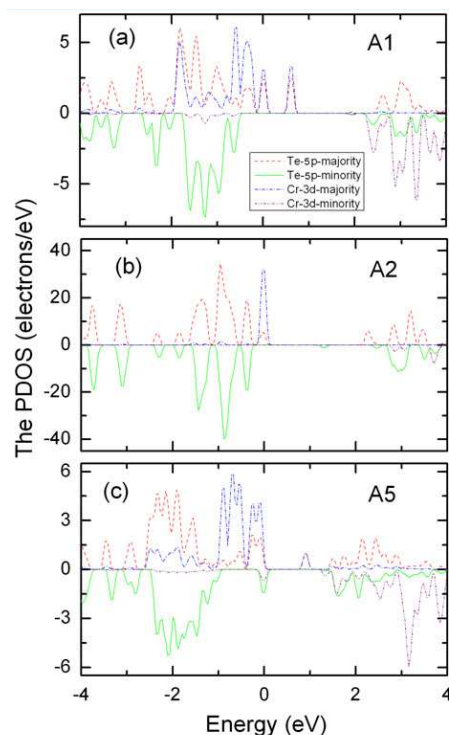 (a)
A1
5
0
-5
Te-5p-majority
Te-5p-minority
Cr-3d-majority
Cr-3d-minority
The PDOS (electrons/eV)
(b)
A2
40
20
0
-20
-40
(c)
A5
6
3
0
-3
-6
-4 -2 0 2 4
Energy (eV)